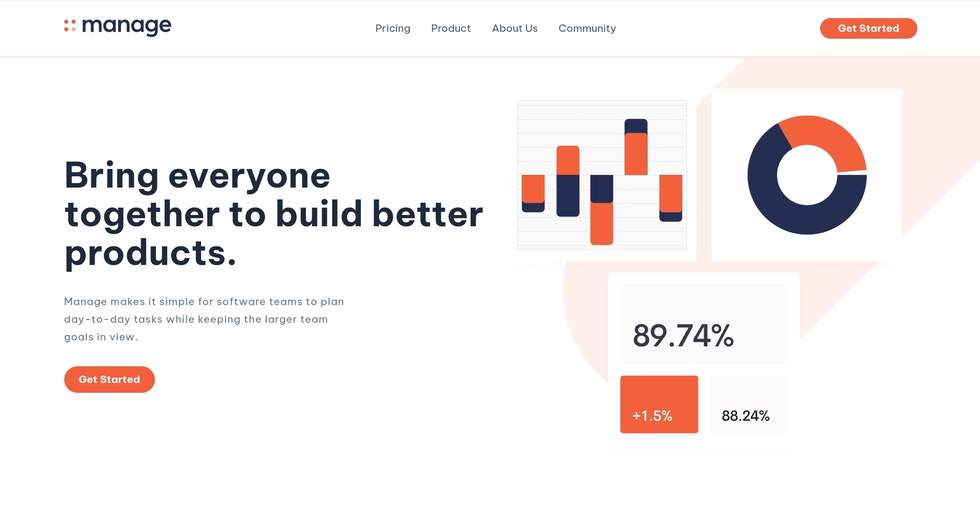 manage
Pricing
Product
About Us
Community
Get Started
Bring everyone
together to build better
products.
Manage makes it simple for software teams to plan
day-to-day tasks while keeping the larger team
goals in view.
Get Started
89.74%
+1.5%
88.24%